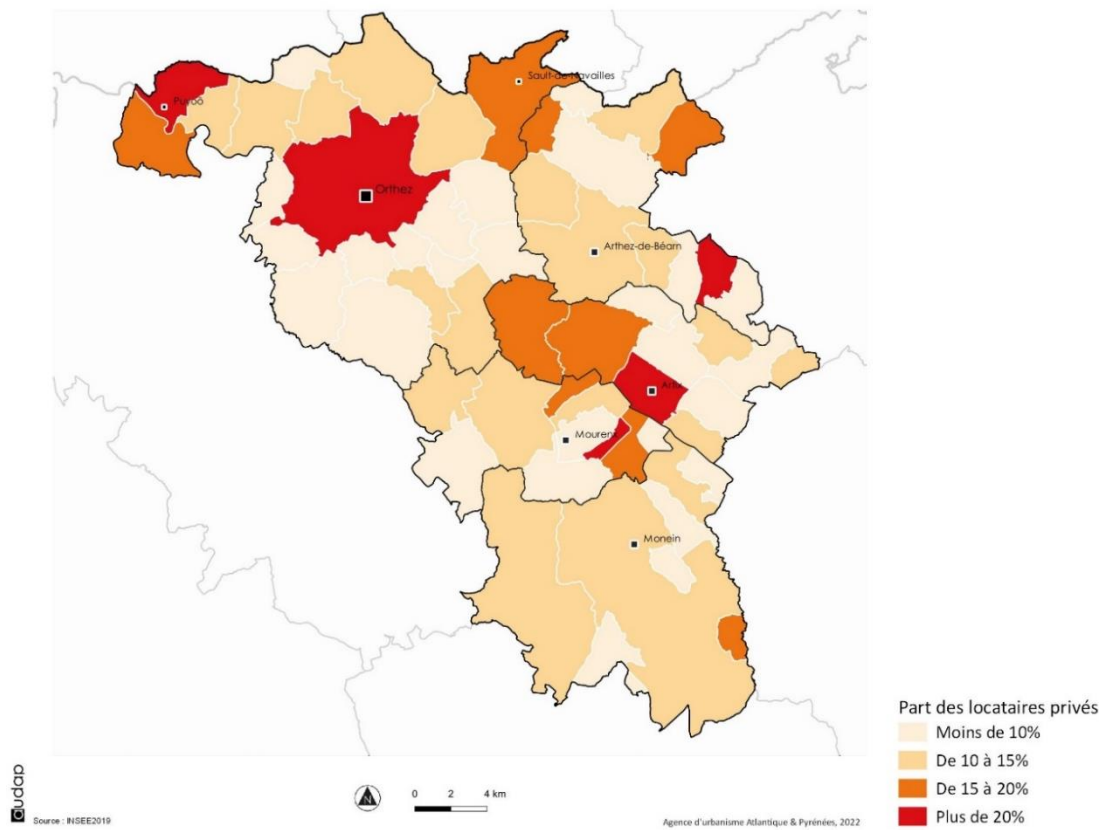 Sault-de-Navailles
Puyoô
Orthez
Arthez-de-Béarn
Artix
Mourenx
Monein
Part des locataires privés
Moins de 10%
De 10 à 15%
De 15 à 20%
Plus de 20%
audap
Source : INSEE2019
N
0 2 4 km
Agence d'urbanisme Atlantique & Pyrénées, 2022